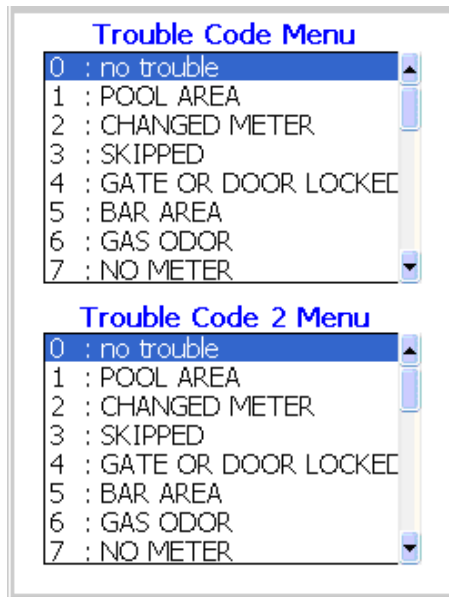 Trouble Code Menu
0 : no trouble
1 : POOL AREA
2 : CHANGED METER
3 : SKIPPED
4 : GATE OR DOOR LOCKED
5 : BAR AREA
6 : GAS ODOR
7 : NO METER
Trouble Code 2 Menu
0 : no trouble
1 : POOL AREA
2 : CHANGED METER
3 : SKIPPED
4 : GATE OR DOOR LOCKED
5 : BAR AREA
6 : GAS ODOR
7 : NO METER